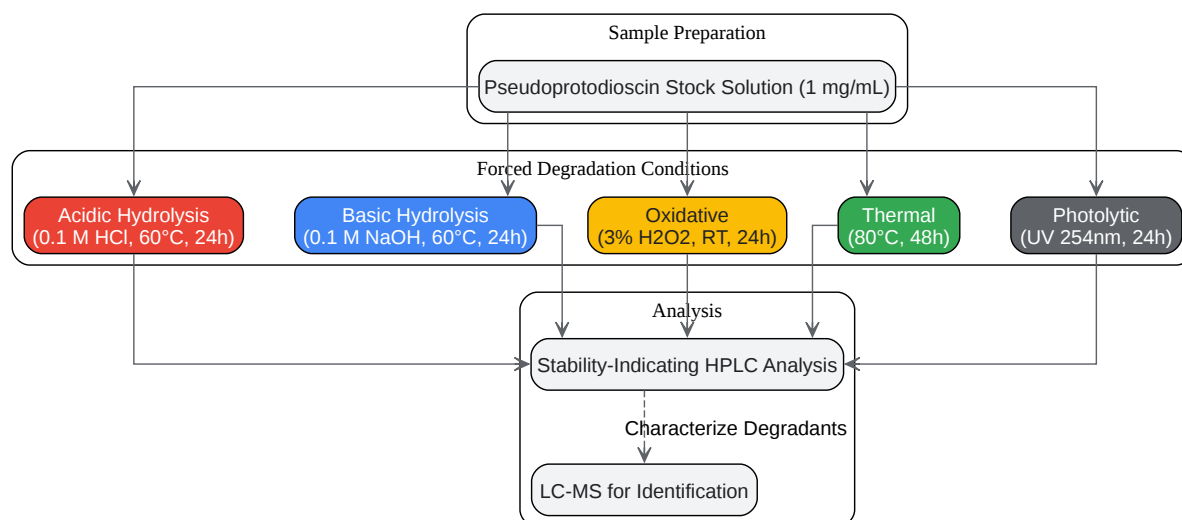 Sample Preparation
Pseudoprotodioscin Stock Solution (1 mg/mL)
Forced Degradation Conditions
Acidic Hydrolysis
(0.1 M HCl, 60°C, 24h)
Basic Hydrolysis
(0.1 M NaOH, 60°C, 24h)
Oxidative
(3% H2O2, RT, 24h)
Thermal
(80°C, 48h)
Photolytic
(UV 254nm, 24h)
Analysis
Stability-Indicating HPLC Analysis
Characterize Degradants
LC-MS for Identification